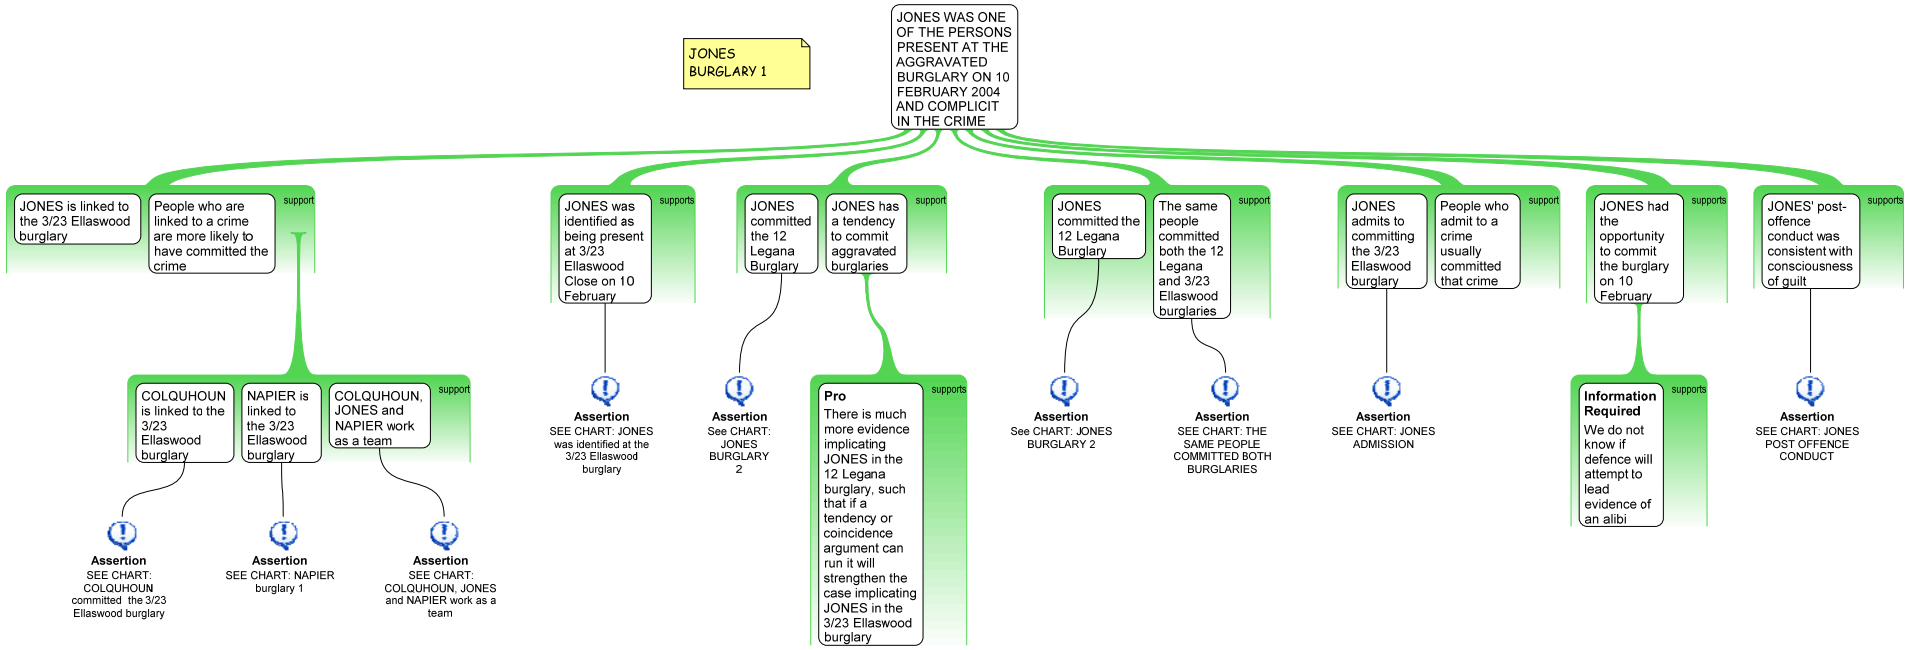 JONES WAS ONE
OF THE PERSONS
PRESENT AT THE
AGGRAVATED
BURGLARY ON 10
FEBRUARY 2004
AND COMPLICIT
IN THE CRIME
JONES
BURGLARY 1
JONES is linked to
the 3/23 Ellaswood
burglary
People who are
linked to a crime
are more likely to
have committed the
crime
support
JONES was
identified as
being present
at 3/23
Ellaswood
Close on 10
February
supports
JONES
committed
the 12
Legana
Burglary
JONES has
a tendency
to commit
aggravated
burglaries
support
JONES
committed the
12 Legana
Burglary
The same
people
committed
both the 12
Legana
and 3/23
Ellaswood
burglaries
support
JONES
admits to
committing
the 3/23
Ellaswood
burglary
People who
admit to a
crime
usually
committed
that crime
support
JONES had
the
opportunity
to commit
the burglary
on 10
February
supports
JONES' post-
offence
conduct was
consistent with
consciousness
of guilt
supports
COLQUHOUN
is linked to the
3/23
Ellaswood
burglary
NAPIER is
linked to
the 3/23
Ellaswood
burglary
COLQUHOUN,
JONES and
NAPIER work
as a team
support
Assertion
SEE CHART: JONES
was identified at the
3/23 Ellaswood
burglary
Assertion
See CHART:
JONES
BURGLARY
2
Pro
There is much
more evidence
implicating
JONES in the
12 Legana
burglary, such
that if a
tendency or
coincidence
argument can
run it will
strengthen the
case implicating
JONES in the
3/23 Ellaswood
burglary
supports
Assertion
See CHART: JONES
BURGLARY 2
Assertion
SEE CHART: THE
SAME PEOPLE
COMMITTED BOTH
BURGLARIES
Assertion
SEE CHART: JONES
ADMISSION
Information
Required
We do not
know if
defence will
attempt to
lead
evidence of
an alibi
supports
Assertion
SEE CHART: JONES
POST OFFENCE
CONDUCT
Assertion
SEE CHART:
COLQUHOUN
committed the 3/23
Ellaswood burglary
Assertion
SEE CHART: NAPIER
burglary 1
Assertion
SEE CHART:
COLQUHOUN, JONES
and NAPIER work as a
team